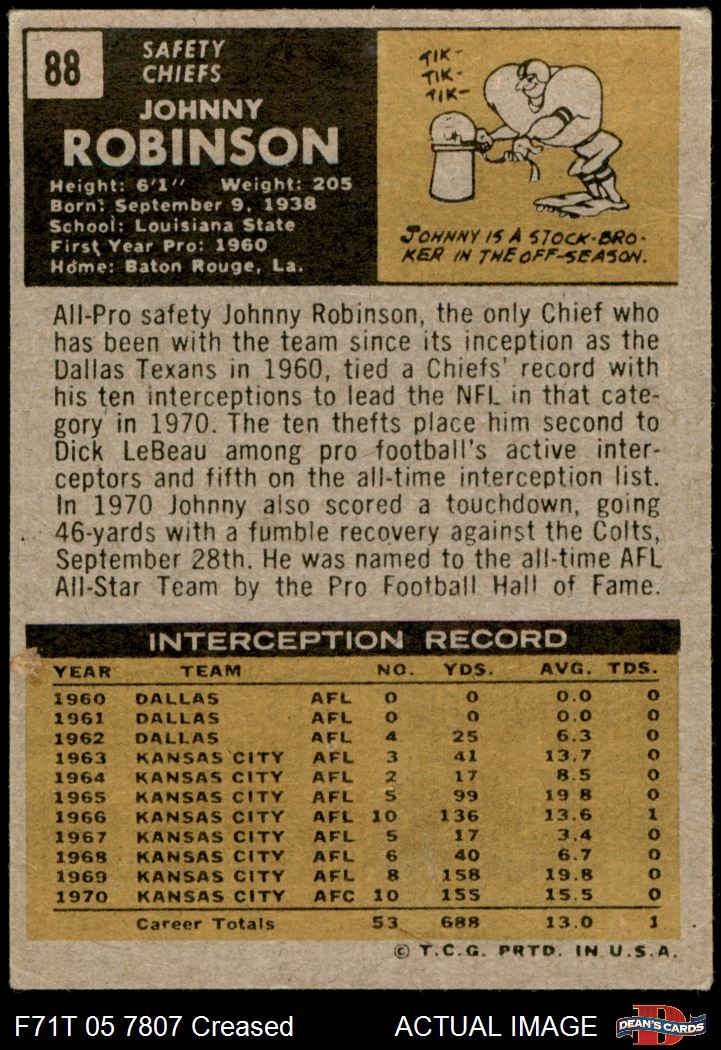 88
SAFETY
CHIEFS
JOHNNY
ROBINSON
Height: 6'1" Weight: 205
Born: September 9, 1938
School: Louisiana State
First Year Pro: 1960
Home: Baton Rouge, La.
TIK-
TIK-
TIK-
JOHNNY IS A STOCK-BRO-
KER IN THE OFF-SEASON.
All-Pro safety Johnny Robinson, the only Chief who
has been with the team since its inception as the
Dallas Texans in 1960, tied a Chiefs' record with
his ten interceptions to lead the NFL in that cate-
gory in 1970. The ten thefts place him second to
Dick LeBeau among pro football's active inter-
ceptors and fifth on the all-time interception list.
In 1970 Johnny also scored a touchdown, going
46-yards with a fumble recovery against the Colts,
September 28th. He was named to the all-time AFL
All-Star Team by the Pro Football Hall of Fame.
INTERCEPTION RECORD
YEAR TEAM NO. YDS. AVG. TDS.
1960 DALLAS AFL 0 0 0.0 0
1961 DALLAS AFL 0 0 0.0 0
1962 DALLAS AFL 4 25 6.3 0
1963 KANSAS CITY AFL 3 41 13.7 0
1964 KANSAS CITY AFL 2 17 8.5 0
1965 KANSAS CITY AFL 5 99 19.8 0
1966 KANSAS CITY AFL 10 136 13.6 1
1967 KANSAS CITY AFL 5 17 3.4 0
1968 KANSAS CITY AFL 6 40 6.7 0
1969 KANSAS CITY AFL 8 158 19.8 0
1970 KANSAS CITY AFC 10 155 15.5 0
Career Totals 53 688 13.0 1
© T.C.G. PRTD. IN U.S.A.
F71T 05 7807 Creased ACTUAL IMAGE
D
DEAN'S CARDS